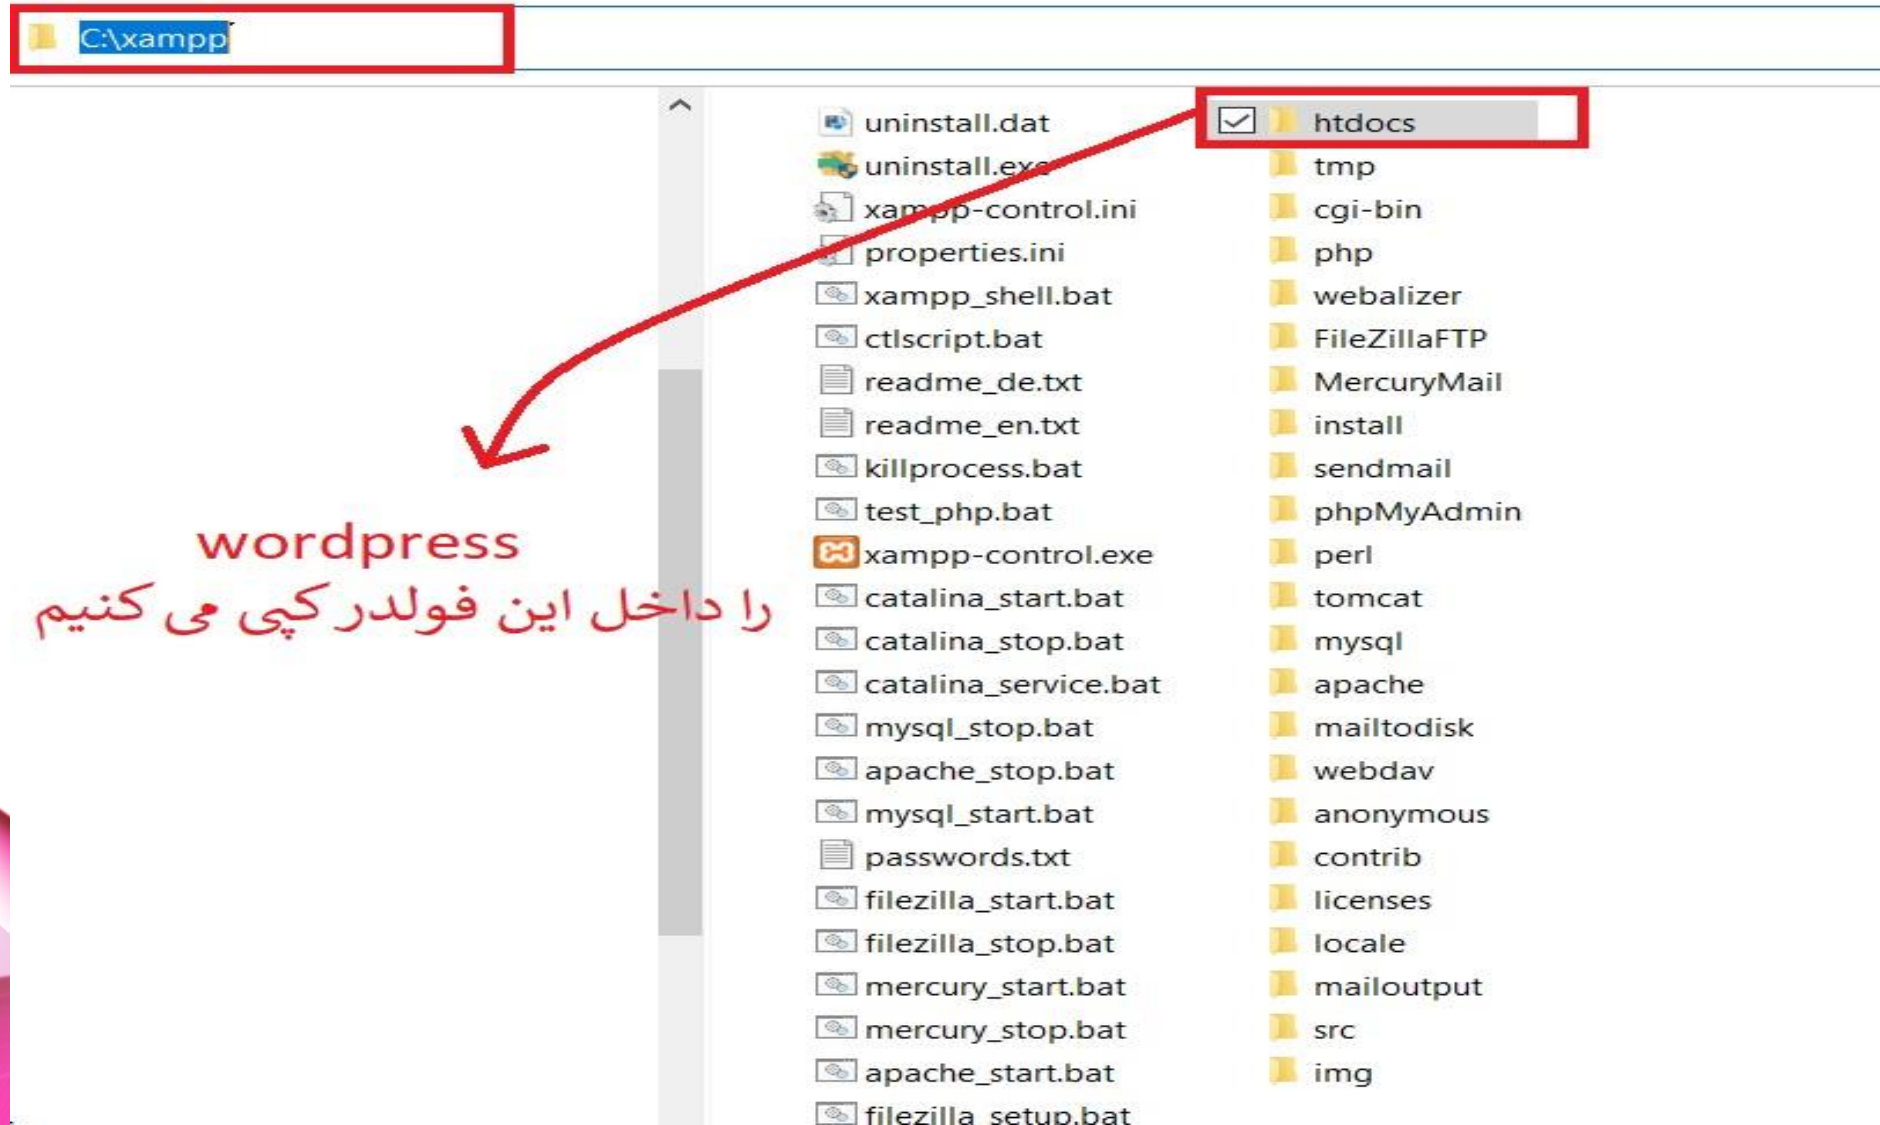 C:\xampp
uninstall.dat
uninstall.exe
xampp-control.ini
properties.ini
xampp_shell.bat
ctlscript.bat
readme_de.txt
readme_en.txt
killprocess.bat
test_php.bat
xampp-control.exe
catalina_start.bat
catalina_stop.bat
catalina_service.bat
mysql_stop.bat
apache_stop.bat
mysql_start.bat
passwords.txt
filezilla_start.bat
filezilla_stop.bat
mercury_start.bat
mercury_stop.bat
apache_start.bat
filezilla_setup.bat
htdocs
tmp
cgi-bin
php
webalizer
FileZillaFTP
MercuryMail
install
sendmail
phpMyAdmin
perl
tomcat
mysql
apache
mailtodisk
webdav
anonymous
contrib
licenses
locale
mailoutput
src
img
wordpress
را داخل این فولدر کپی می کنیم